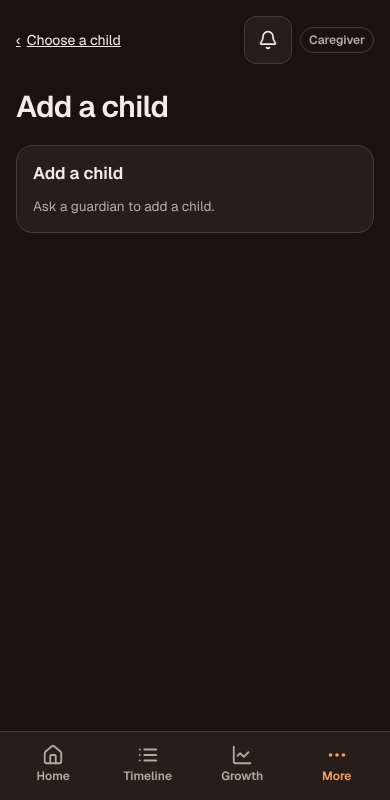 ‹ Choose a child
Caregiver
Add a child
Add a child
Ask a guardian to add a child.
Home
Timeline
Growth
More